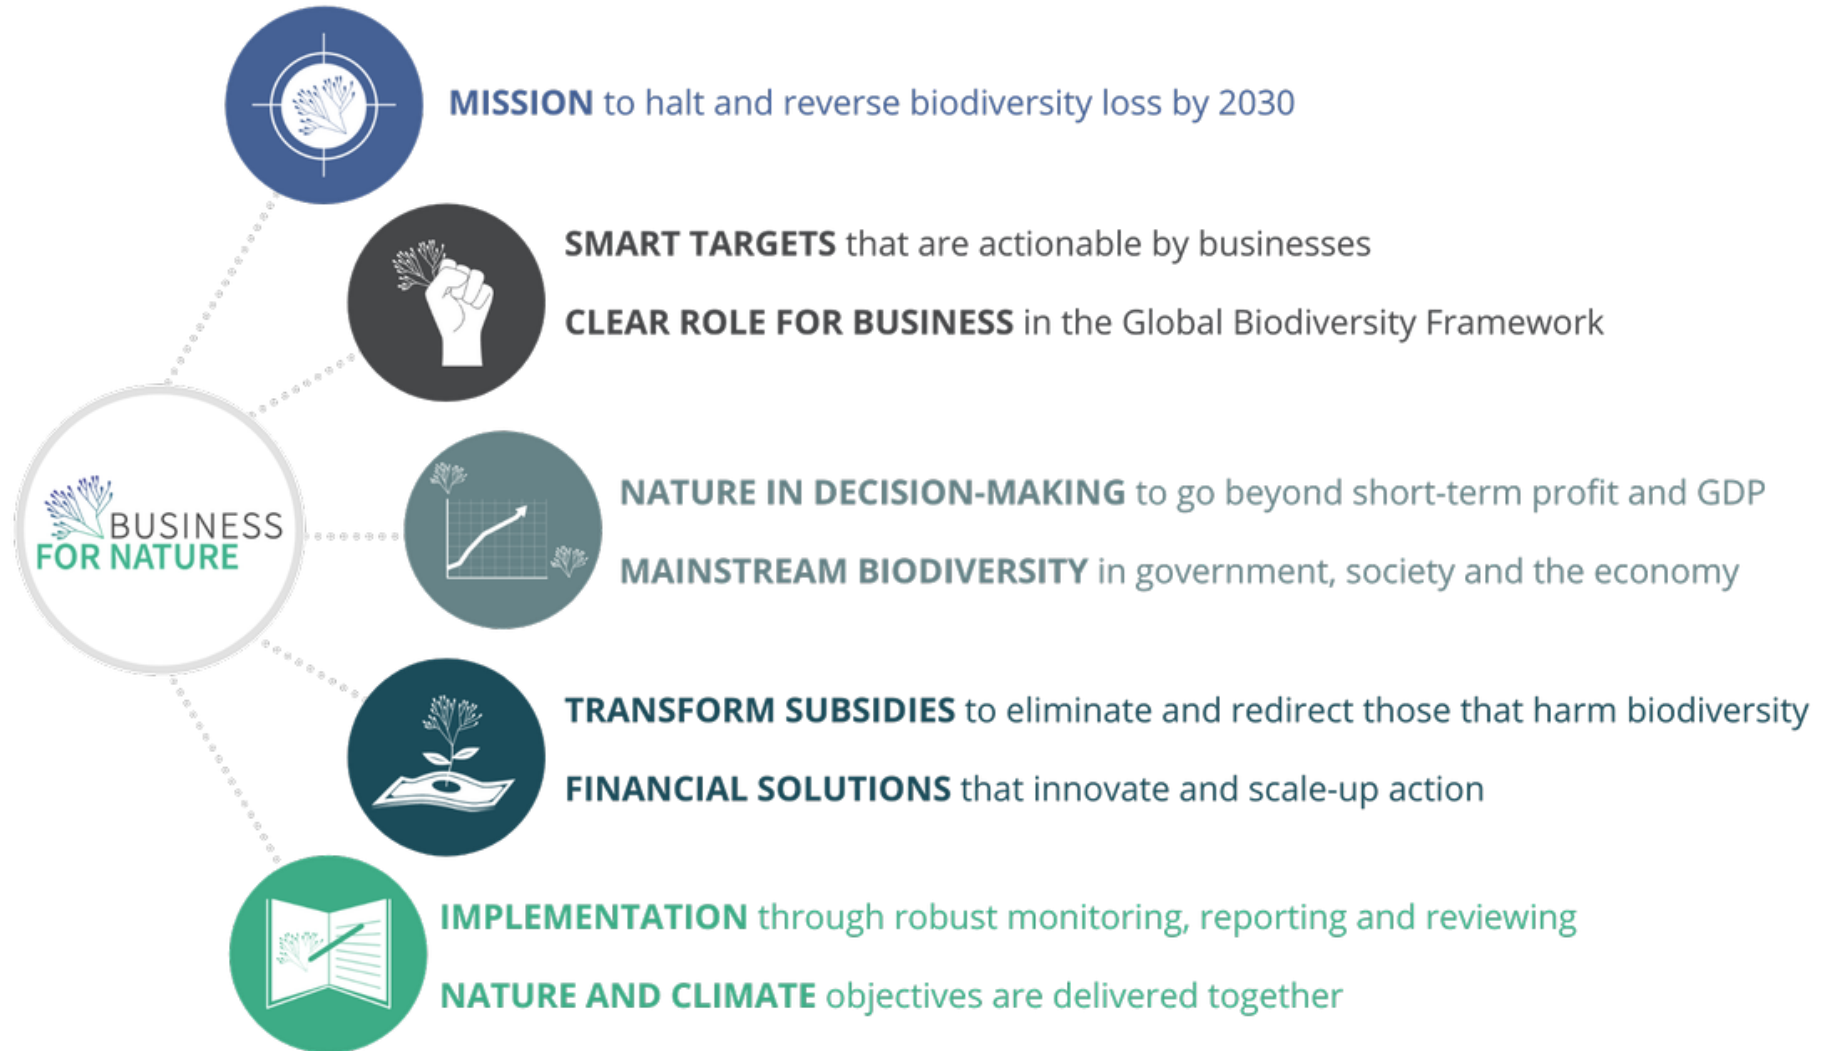 MISSION to halt and reverse biodiversity loss by 2030
SMART TARGETS that are actionable by businesses
CLEAR ROLE FOR BUSINESS in the Global Biodiversity Framework
BUSINESS
FOR NATURE
NATURE IN DECISION-MAKING to go beyond short-term profit and GDP
MAINSTREAM BIODIVERSITY in government, society and the economy
TRANSFORM SUBSIDIES to eliminate and redirect those that harm biodiversity
FINANCIAL SOLUTIONS that innovate and scale-up action
IMPLEMENTATION through robust monitoring, reporting and reviewing
NATURE AND CLIMATE objectives are delivered together